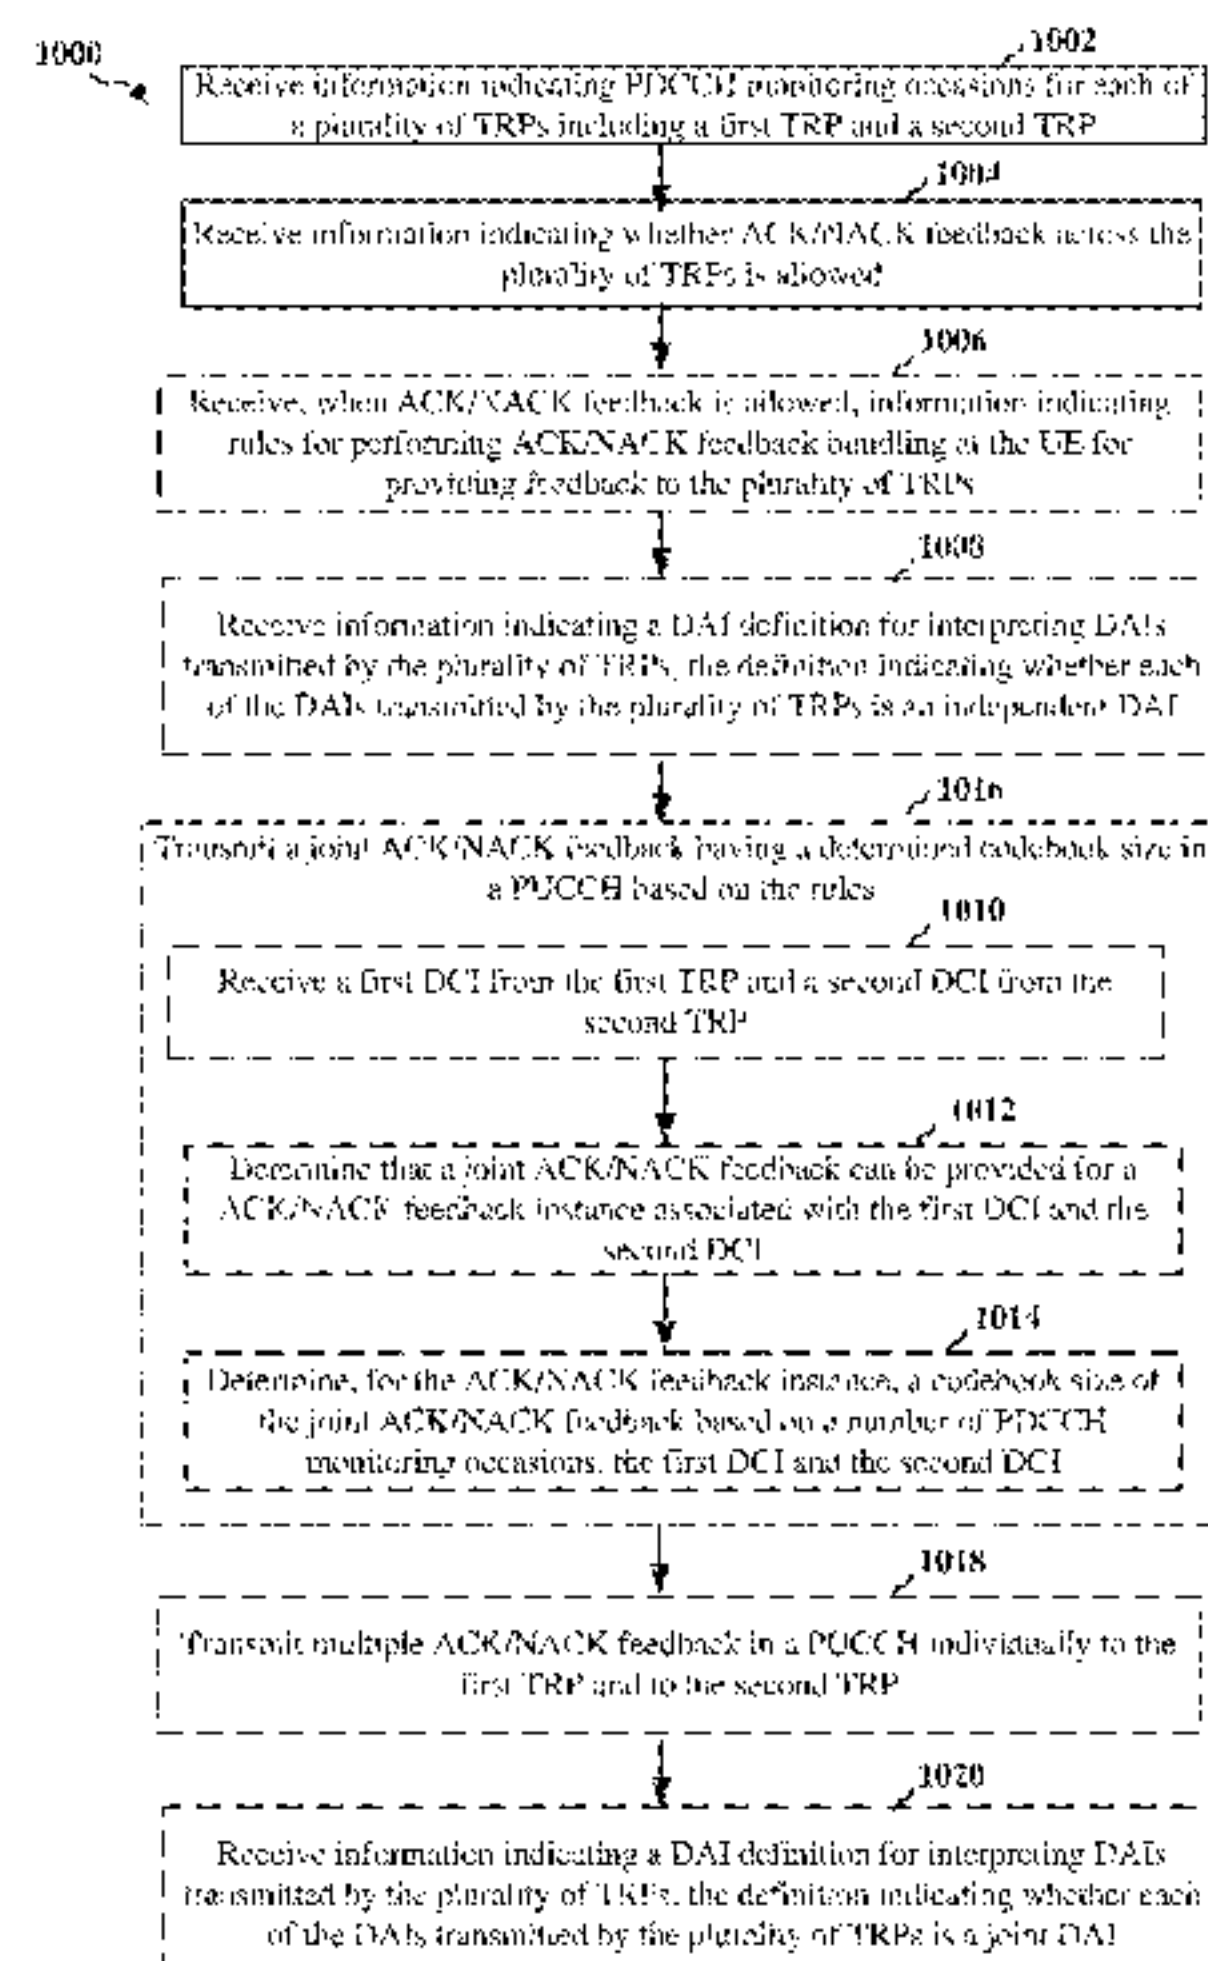 1000
1002
Receive information indicating PDCCH monitoring occasions for each of
a plurality of TRPs including a first TRP and a second TRP
1004
Receive information indicating whether ACK/NACK feedback across the
plurality of TRPs is allowed
1006
Receive, when ACK/NACK feedback is allowed, information indicating
rules for performing ACK/NACK feedback bundling at the UE for
providing feedback to the plurality of TRPs
1008
Receive information indicating a DAI definition for interpreting DAIs
transmitted by the plurality of TRPs, the definition indicating whether each
of the DAIs transmitted by the plurality of TRPs is an independent DAI
1016
Transmit a joint ACK/NACK feedback having a determined codebook size in
a PUCCH based on the rules
1010
Receive a first DCI from the first TRP and a second DCI from the
second TRP
1012
Determine that a joint ACK/NACK feedback can be provided for a
ACK/NACK feedback instance associated with the first DCI and the
second DCI
1014
Determine, for the ACK/NACK feedback instance, a codebook size of
the joint ACK/NACK feedback based on a number of PDCCH
monitoring occasions, the first DCI and the second DCI
1018
Transmit multiple ACK/NACK feedback in a PUCCH individually to the
first TRP and to the second TRP
1020
Receive information indicating a DAI definition for interpreting DAIs
transmitted by the plurality of TRPs, the definition indicating whether each
of the DAIs transmitted by the plurality of TRPs is a joint DAI